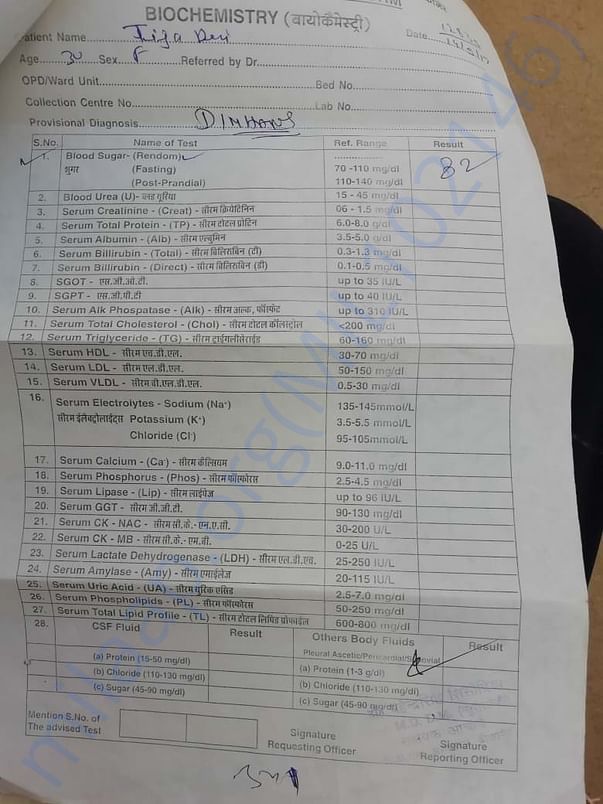 BIOCHEMISTRY (बायोकैमेस्ट्री)
Patient Name Tija Devi Date
Age 30 Sex F Referred by Dr.
OPD/Ward Unit Bed No.
Collection Centre No. Lab No.
Provisional Diagnosis
S.No. Name of Test Ref. Range Result
1. Blood Sugar- (Rendom) 82
शुगर (Fasting) 70 -110 mg/dl
(Post-Prandial) 110-140 mg/dl
2. Blood Urea (U)- ब्लड यूरिया 15 - 45 mg/dl
3. Serum Creatinine - (Creat) - सीरम क्रियेटिनिन 06 - 1.5 mg/dl
4. Serum Total Protein - (TP) - सीरम टोटल प्रोटिन 6.0-8.0 g/dl
5. Serum Albumin - (Alb) - सीरम एल्बुमिन 3.5-5.0 g/dl
6. Serum Billirubin - (Total) - सीरम बिलिरुबिन (टी) 0.3-1.3 mg/dl
7. Serum Billirubin - (Direct) - सीरम बिलिरुबिन (डी) 0.1-0.5 mg/dl
8. SGOT - एस.जी.ओ.टी. up to 35 IU/L
9. SGPT - एस.जी.पी.टी up to 40 IU/L
10. Serum Alk Phospatase - (Alk) - सीरम अल्क. फॉस्फेट up to 310 IU/L
11. Serum Total Cholesterol - (Chol) - सीरम टोटल कॉलेस्ट्रोल <200 mg/dl
12. Serum Triglyceride - (TG) - सीरम ट्राईगलीसेराईड 60-160 mg/dl
13. Serum HDL - सीरम एच.डी.एल. 30-70 mg/dl
14. Serum LDL - सीरम एल.डी.एल. 50-150 mg/dl
15. Serum VLDL - सीरम वी.एल.डी.एल. 0.5-30 mg/dl
16. Serum Electrolytes - Sodium (Na⁺) 135-145mmol/L
सीरम ईलेक्ट्रोलाईट्स Potassium (K⁺) 3.5-5.5 mmol/L
Chloride (Cl) 95-105mmol/L
17. Serum Calcium - (Ca) - सीरम कैल्सियम 9.0-11.0 mg/dl
18. Serum Phosphorus - (Phos) - सीरम फॉस्फोरस 2.5-4.5 mg/dl
19. Serum Lipase - (Lip) - सीरम लाईपेज up to 96 IU/L
20. Serum GGT - सीरम जी.जी.टी. 90-130 mg/dl
21. Serum CK - NAC - सीरम सी.के.- एन.ए.सी. 30-200 U/L
22. Serum CK - MB - सीरम सी.के.- एम.बी. 0-25 U/L
23. Serum Lactate Dehydrogenase - (LDH) - सीरम एल.डी.एच. 25-250 IU/L
24. Serum Amylase - (Amy) - सीरम एमाईलेज 20-115 IU/L
25. Serum Uric Acid - (UA) - सीरम यूरिक एसिड 2.5-7.0 mg/dl
26. Serum Phospholipids - (PL) - सीरम फॉस्फोरस 50-250 mg/dl
27. Serum Total Lipid Profile - (TL) - सीरम टोटल लिपिड प्रोफाईल 600-800 mg/dl
28. CSF Fluid Result Others Body Fluids Result
Pleural Ascetic/Pericardial/Synovial
(a) Protein (15-50 mg/dl) (a) Protein (1-3 g/dl)
(b) Chloride (110-130 mg/dl) (b) Chloride (110-130 mg/dl)
(c) Sugar (45-90 mg/dl) (c) Sugar (45-90 mg/dl)
Mention S.No. of
The advised Test
Signature Signature
Requesting Officer Reporting Officer
milaap.org(MIL1102146)